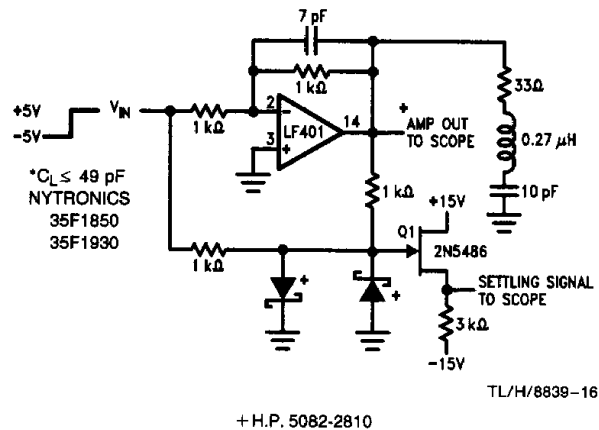 7 pF
1 kΩ
33Ω
0.27 μH
10 pF
+5V
−5V
VIN
1 kΩ
2
−
LF401
3
+
14
+
AMP OUT
TO SCOPE
*CL≤ 49 pF
NYTRONICS
35F1850
35F1930
1 kΩ
+15V
Q1
2N5486
1 kΩ
+
+
SETTLING SIGNAL
TO SCOPE
3 kΩ
−15V
TL/H/8839–16
+H.P. 5082-2810